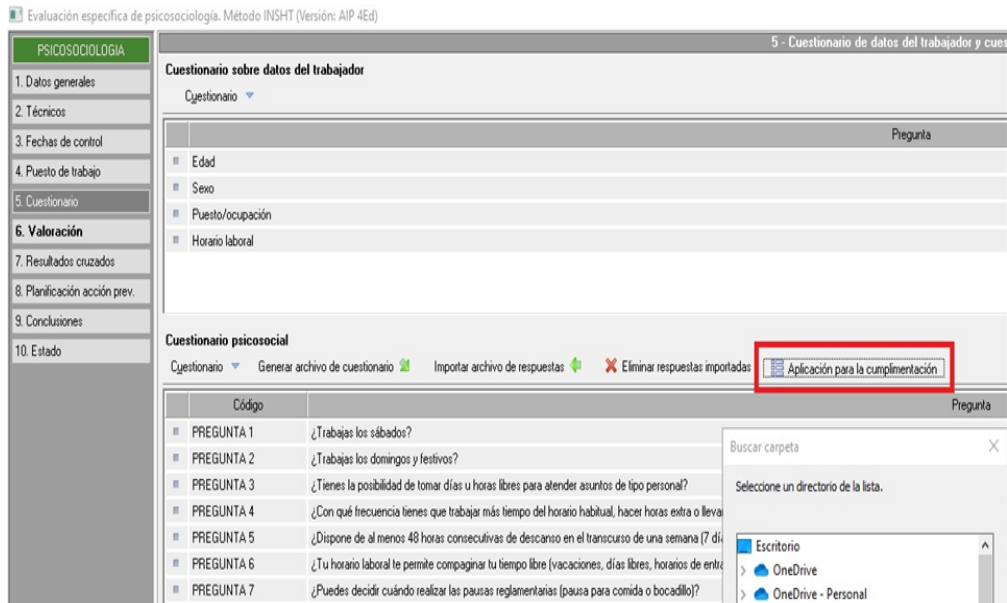 Evaluación específica de psicosociología. Método INSHT (Versión: AIP 4Ed)
PSICOSOCIOLOGIA
1. Datos generales
2. Técnicos
3. Fechas de control
4. Puesto de trabajo
5. Cuestionario
6. Valoración
7. Resultados cruzados
8. Planificación acción prev.
9. Conclusiones
10. Estado
5 - Cuestionario de datos del trabajador y cues
Cuestionario sobre datos del trabajador
Cuestionario
Pregunta
Edad
Sexo
Puesto/ocupación
Horario laboral
Cuestionario psicosocial
Cuestionario Generar archivo de cuestionario Importar archivo de respuestas Eliminar respuestas importadas Aplicación para la cumplimentación
Código Pregunta
PREGUNTA 1 ¿Trabajas los sábados?
PREGUNTA 2 ¿Trabajas los domingos y festivos?
PREGUNTA 3 ¿Tienes la posibilidad de tomar días u horas libres para atender asuntos de tipo personal?
PREGUNTA 4 ¿Con qué frecuencia tienes que trabajar más tiempo del horario habitual, hacer horas extra o lleva
PREGUNTA 5 ¿Dispone de al menos 48 horas consecutivas de descanso en el transcurso de una semana (7 dí
PREGUNTA 6 ¿Tu horario laboral te permite compaginar tu tiempo libre (vacaciones, días libres, horarios de entra
PREGUNTA 7 ¿Puedes decidir cuándo realizar las pausas reglamentarias (pausa para comida o bocadillo)?
Buscar carpeta
Seleccione un directorio de la lista.
Escritorio
OneDrive
OneDrive - Personal